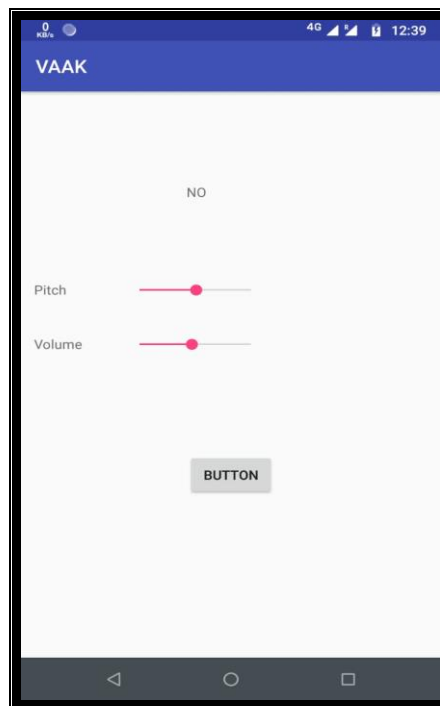 0 KB/s 4G R 12:39
VAAK
NO
Pitch
Volume
BUTTON